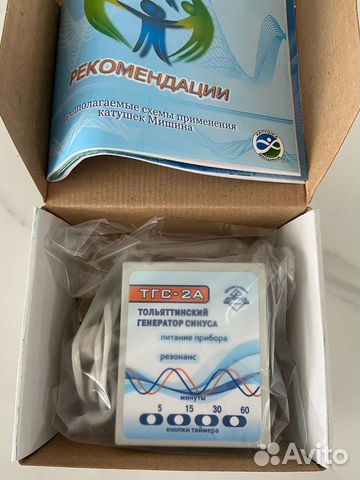 РЕКОМЕНДАЦИИ
Предполагаемые схемы применения
катушек Мишина
ТГС-2А
ТОЛЬЯТТИНСКИЙ
ГЕНЕРАТОР СИНУСА
питание прибора
резонанс
минуты
5 15 30 60
кнопки таймера
Avito